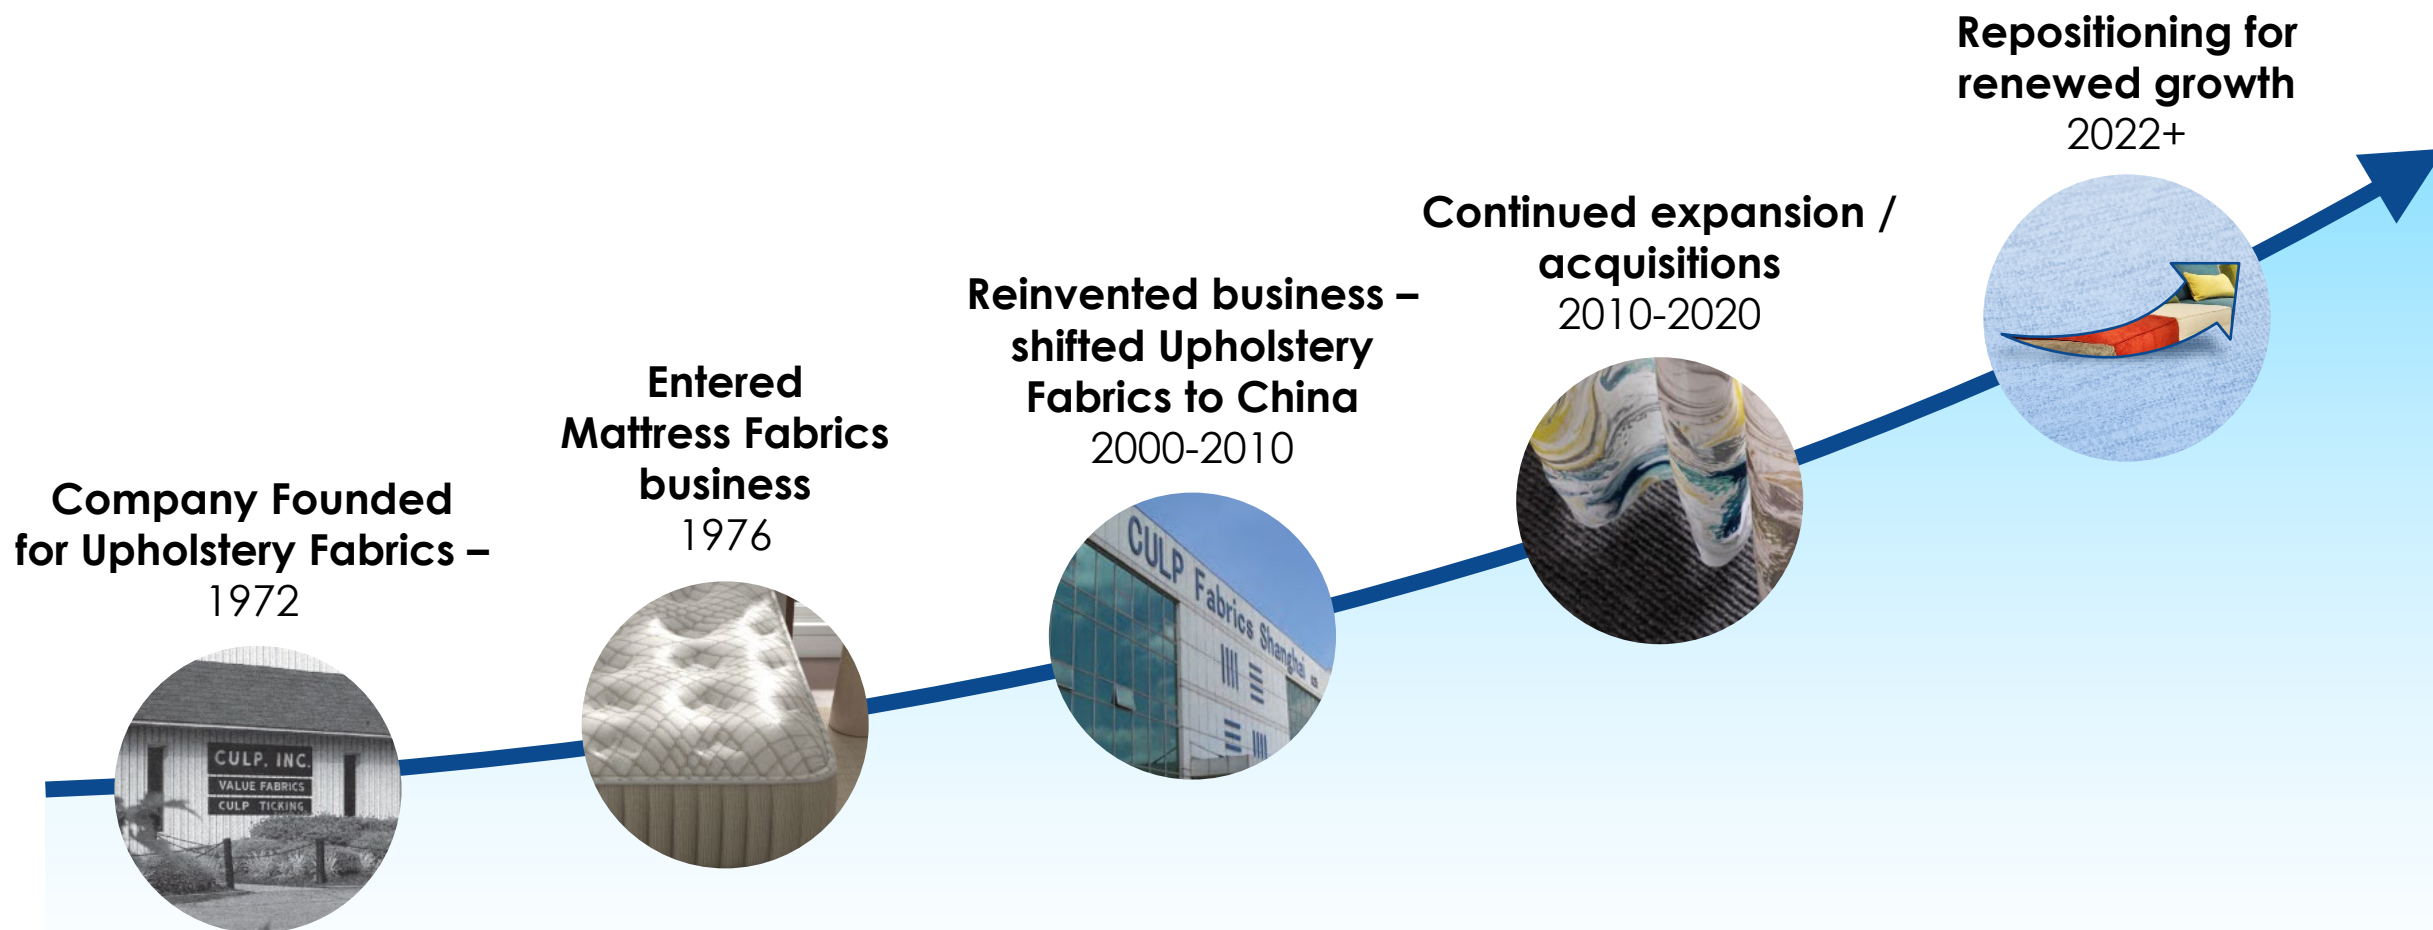 Company Founded
for Upholstery Fabrics –
1972
CULP, INC.
VALUE FABRICS
CULP TICKING
Entered
Mattress Fabrics
business
1976
Reinvented business –
shifted Upholstery
Fabrics to China
2000-2010
CULP Fabrics Shanghai
Continued expansion /
acquisitions
2010-2020
Repositioning for
renewed growth
2022+